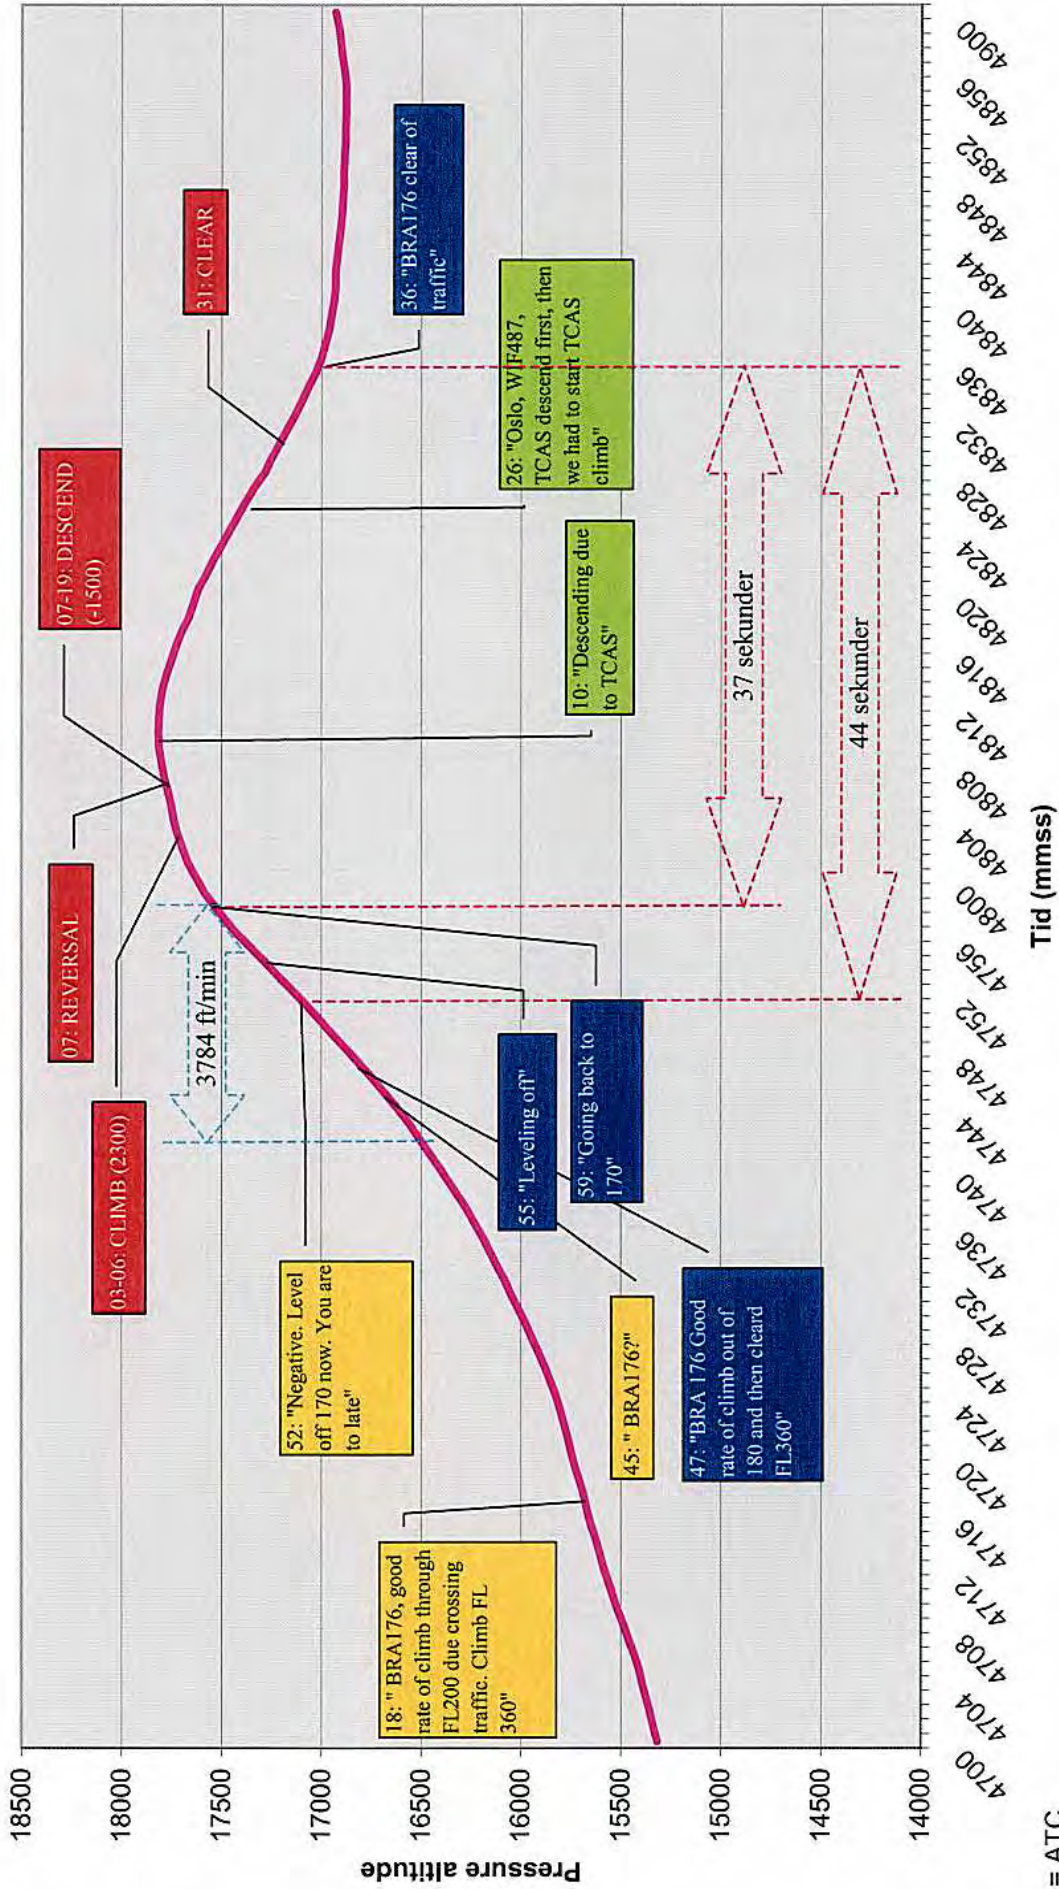 18500
18000
17500
17000
16500
16000
15500
15000
14500
14000
Pressure altitude
4700
4704
4708
4712
4716
4720
4724
4728
4732
4736
4740
4744
4748
4752
4756
4800
4804
4808
4812
4816
4820
4824
4828
4832
4836
4840
4844
4848
4852
4856
4900
Tid (mmss)
03-06: CLIMB (2300)
07: REVERSAL
07-19: DESCEND
(-1500)
31: CLEAR
3784 ft/min
18: " BRA176, good
rate of climb through
FL200 due crossing
traffic. Climb FL
360"
52: "Negative. Level
off 170 now. You are
to late"
45: " BRA176?"
47: "BRA 176 Good
rate of climb out of
180 and then cleard
FL360"
55: "Leveling off"
59: "Going back to
170"
10: "Descending due
to TCAS"
26: "Oslo, WIF487,
TCAS descend first, then
we had to start TCAS
climb"
36: "BRA176 clear of
traffic"
37 sekunder
44 sekunder
= ATC